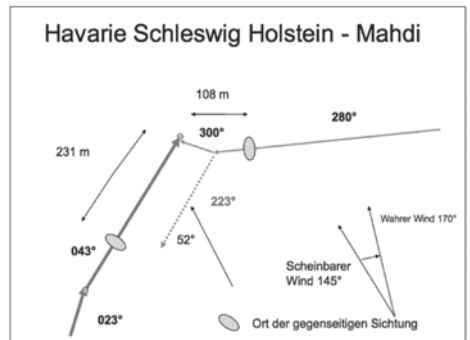 Havarie Schleswig Holstein - Mahdi
108 m
280°
300°
231 m
223°
Wahrer Wind 170°
52°
043°
Scheinbarer
Wind 145°
023°
Ort der gegenseitigen Sichtung